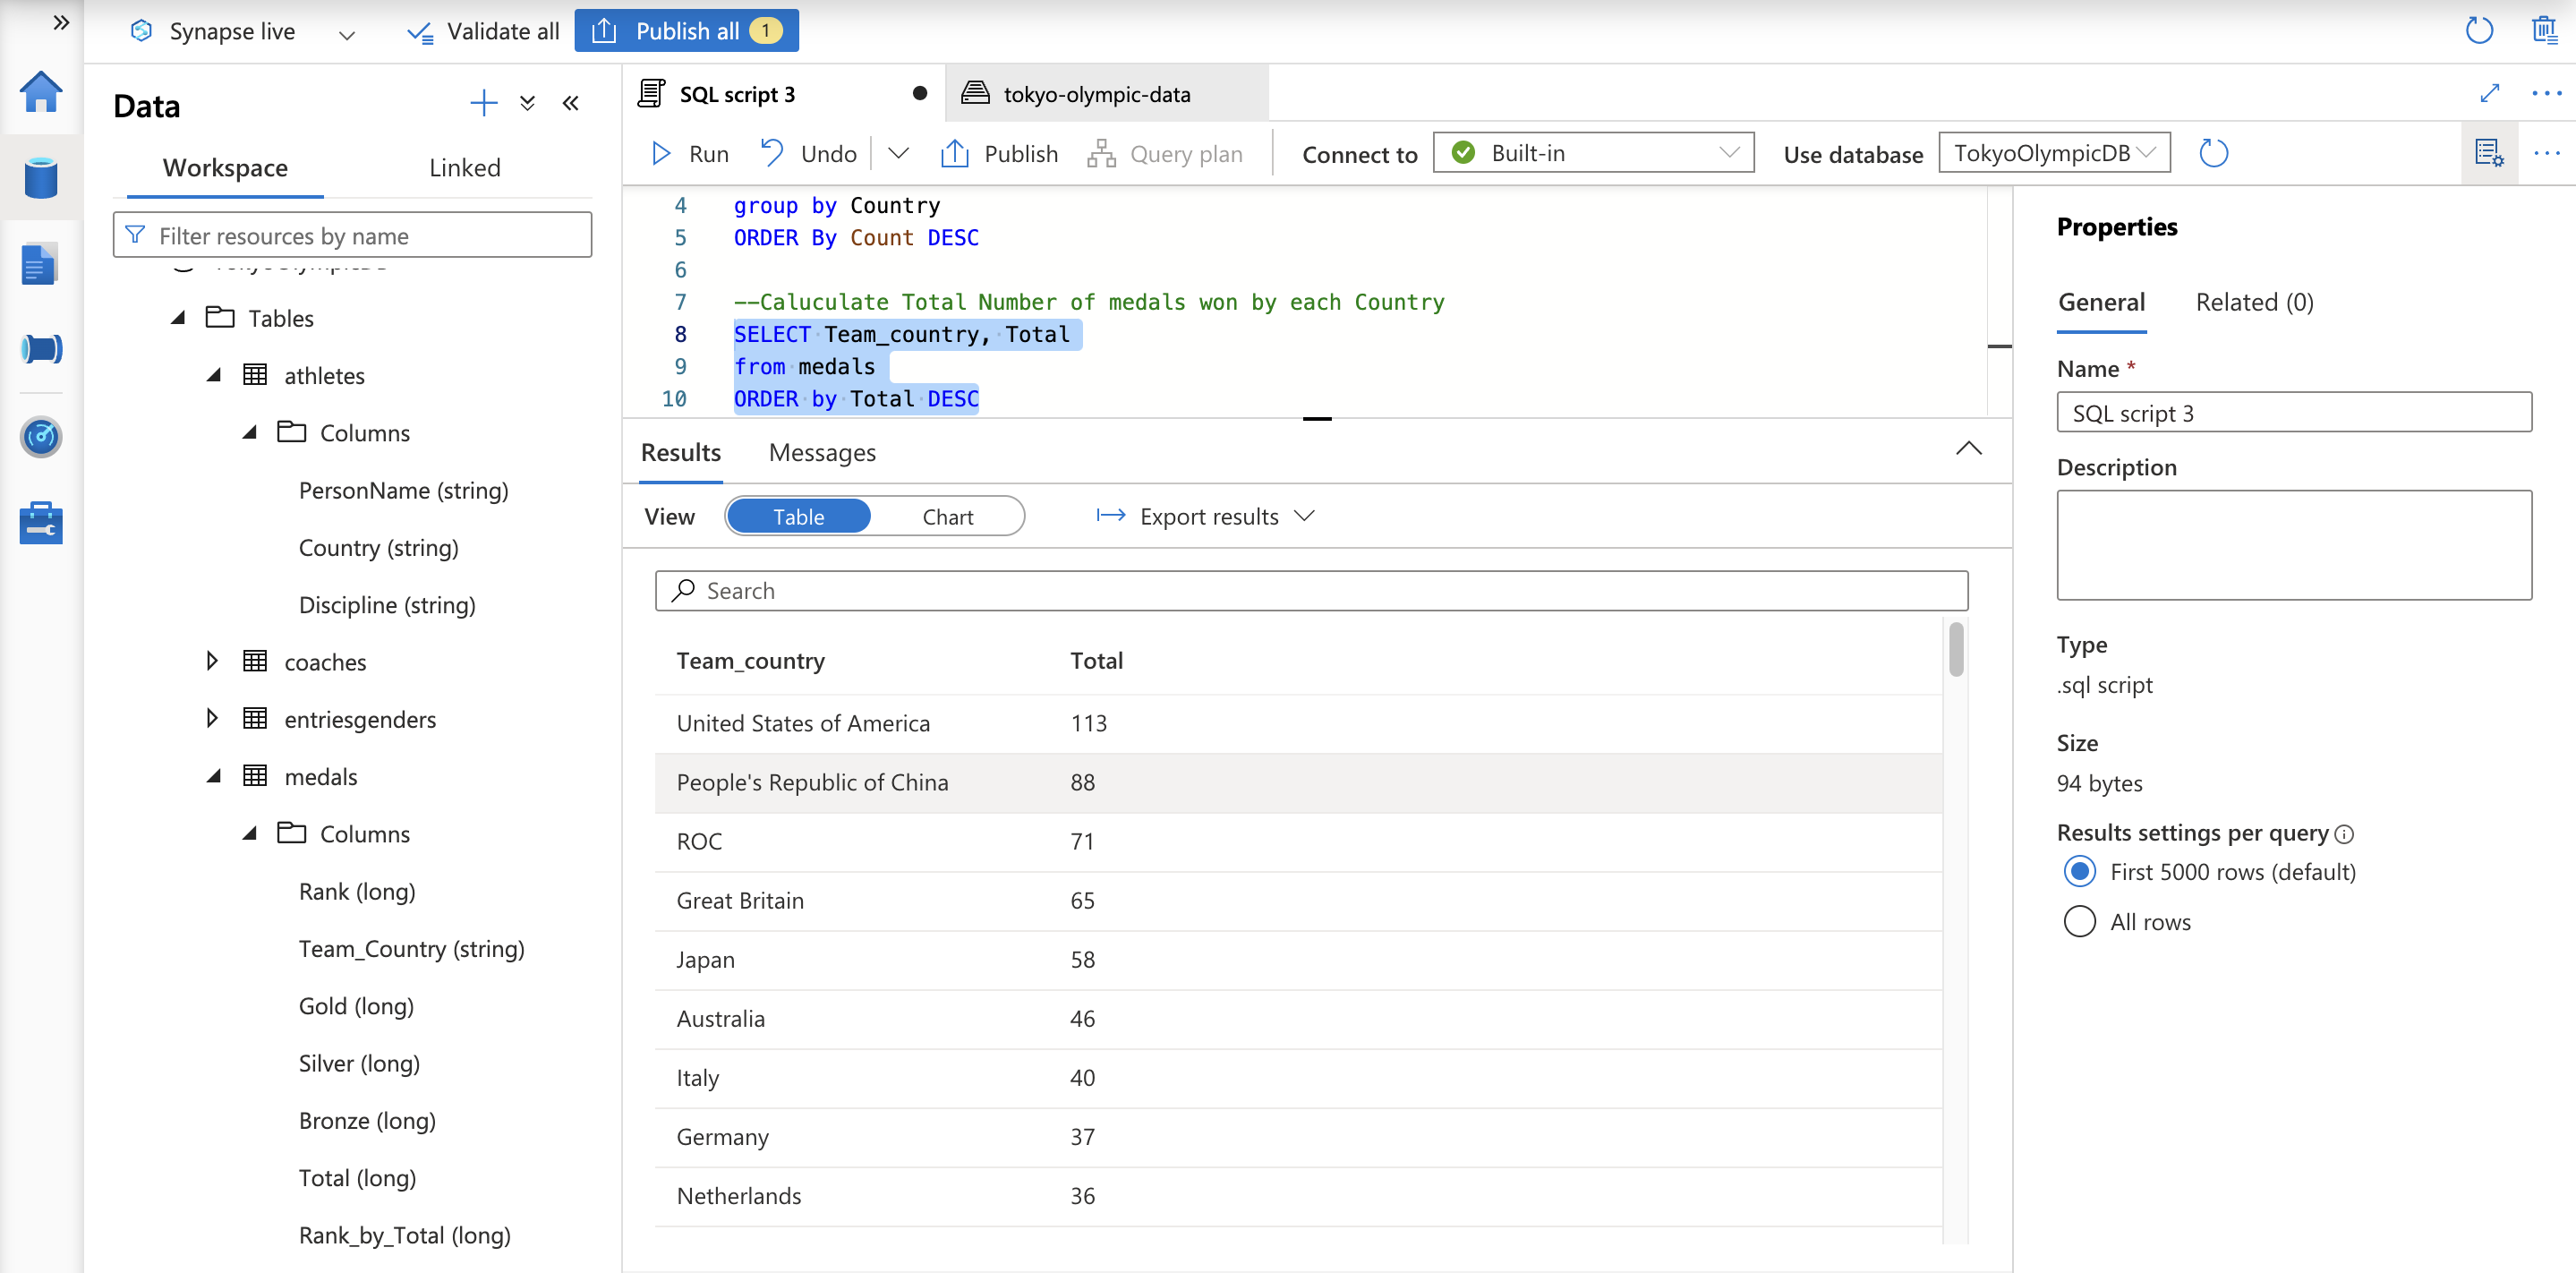 Synapse live
Validate all
Publish all 1
Data
Workspace
Linked
Filter resources by name
Tables
athletes
Columns
PersonName (string)
Country (string)
Discipline (string)
coaches
entriesgenders
medals
Columns
Rank (long)
Team_Country (string)
Gold (long)
Silver (long)
Bronze (long)
Total (long)
Rank_by_Total (long)
SQL script 3
tokyo-olympic-data
Run
Undo
Publish
Query plan
Connect to
Built-in
Use database
TokyoOlympicDB
4 group by Country
5 ORDER By Count DESC
6
7 --Caluculate Total Number of medals won by each Country
8 SELECT Team_country, Total
9 from medals
10 ORDER by Total DESC
Results
Messages
View
Table
Chart
Export results
Search
Team_country Total
United States of America 113
People's Republic of China 88
ROC 71
Great Britain 65
Japan 58
Australia 46
Italy 40
Germany 37
Netherlands 36
Properties
General
Related (0)
Name *
SQL script 3
Description
Type
.sql script
Size
94 bytes
Results settings per query
First 5000 rows (default)
All rows